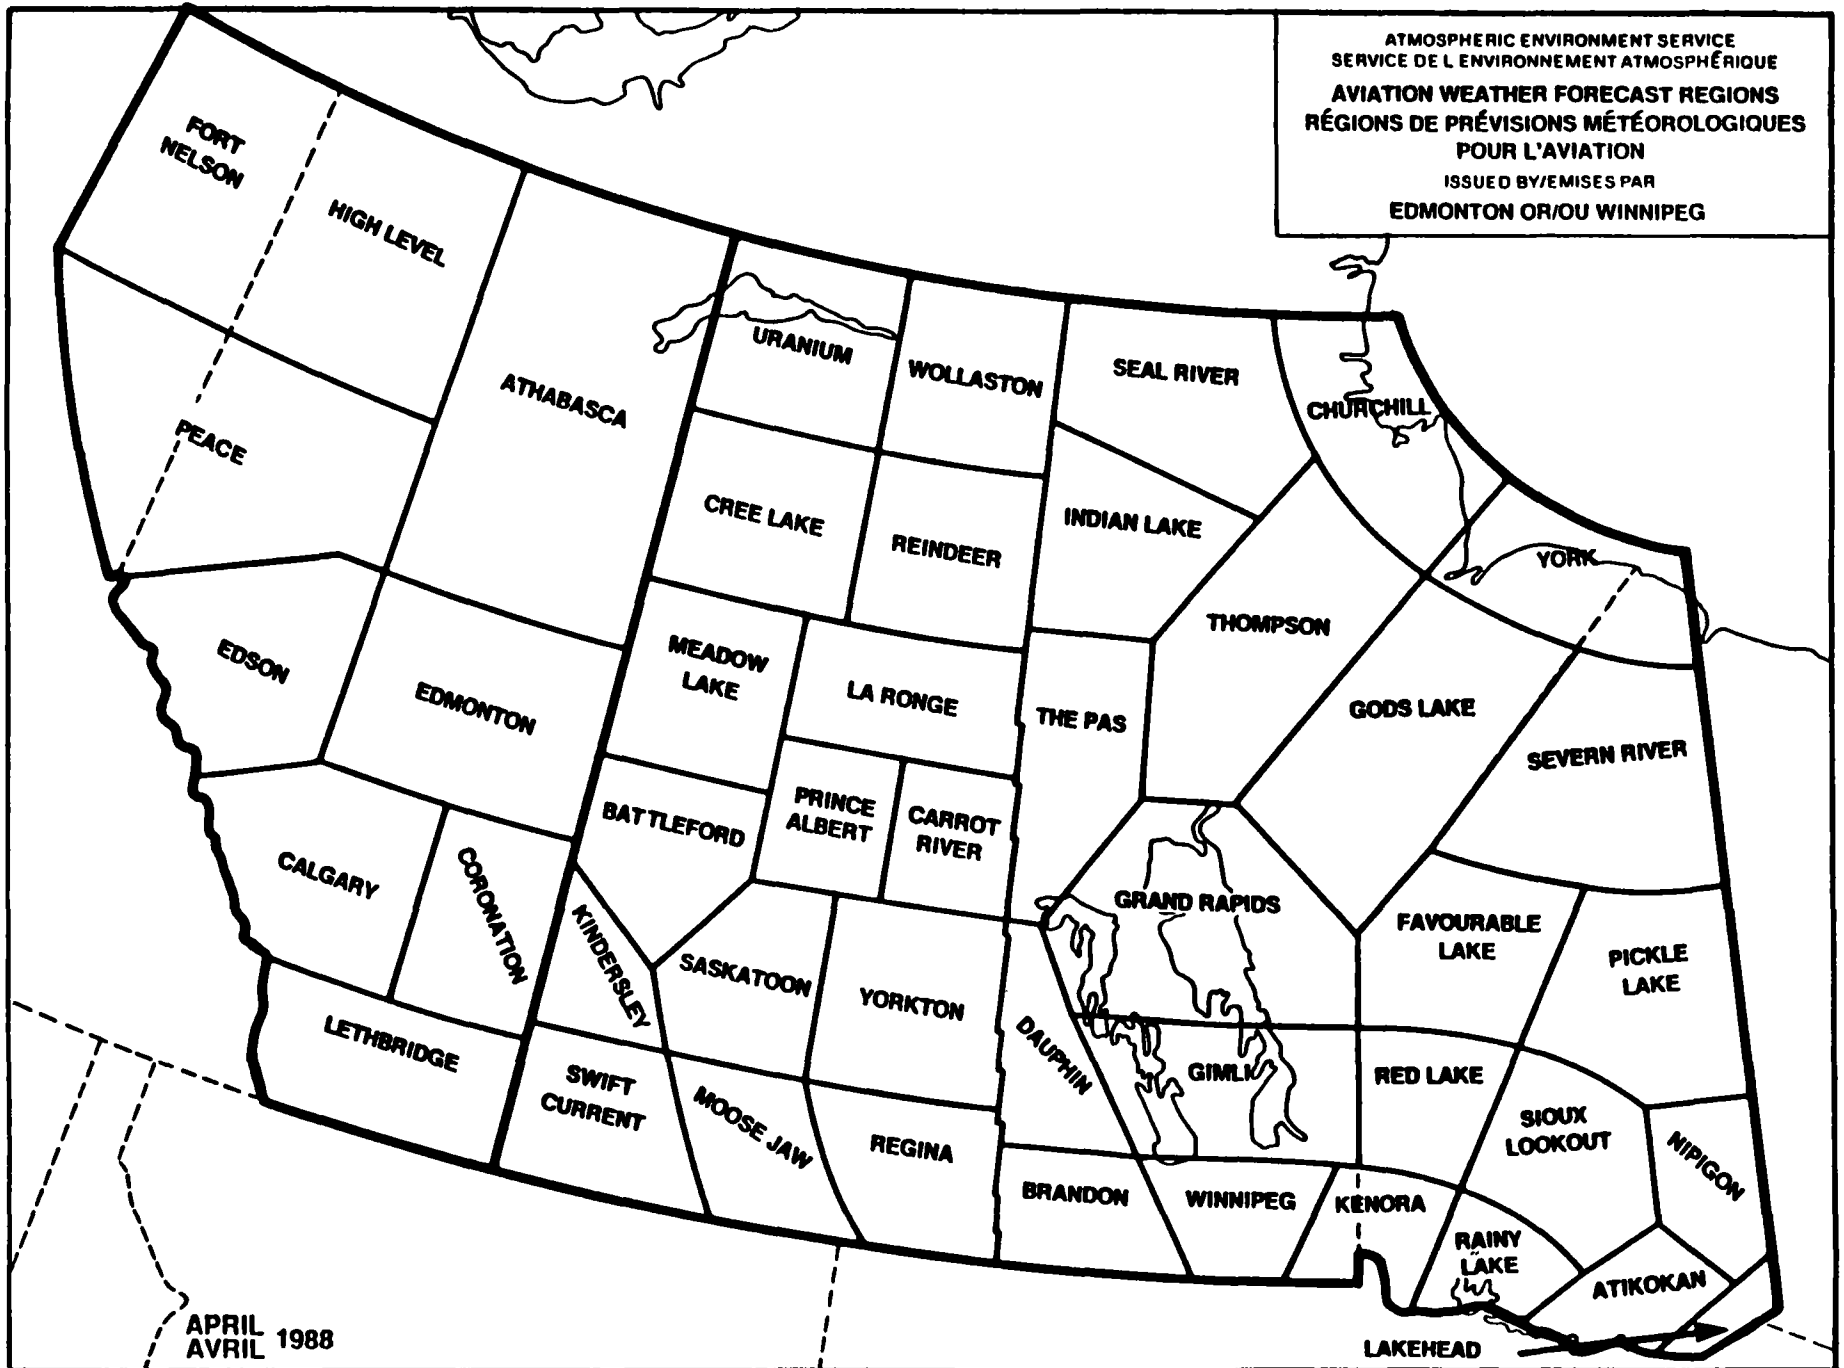 ATMOSPHERIC ENVIRONMENT SERVICE
SERVICE DE L ENVIRONNEMENT ATMOSPHÉRIQUE
AVIATION WEATHER FORECAST REGIONS
RÉGIONS DE PRÉVISIONS MÉTÉOROLOGIQUES
POUR L'AVIATION
ISSUED BY/EMISES PAR
EDMONTON OR/OU WINNIPEG
FORT
NELSON
HIGH LEVEL
PEACE
ATHABASCA
URANIUM
WOLLASTON
SEAL RIVER
CHURCHILL
CREE LAKE
REINDEER
INDIAN LAKE
YORK
THOMPSON
EDSON
EDMONTON
MEADOW
LAKE
LA RONGE
THE PAS
GODS LAKE
SEVERN RIVER
BATTLEFORD
PRINCE
ALBERT
CARROT
RIVER
CALGARY
CORONATION
KINDERSLEY
SASKATOON
YORKTON
GRAND RAPIDS
FAVOURABLE
LAKE
PICKLE
LAKE
LETHBRIDGE
SWIFT
CURRENT
MOOSE JAW
REGINA
DAUPHIN
GIMLI
RED LAKE
SIOUX
LOOKOUT
NIPIGON
BRANDON
WINNIPEG
KENORA
RAINY
LAKE
ATIKOKAN
LAKEHEAD
APRIL
AVRIL 1988